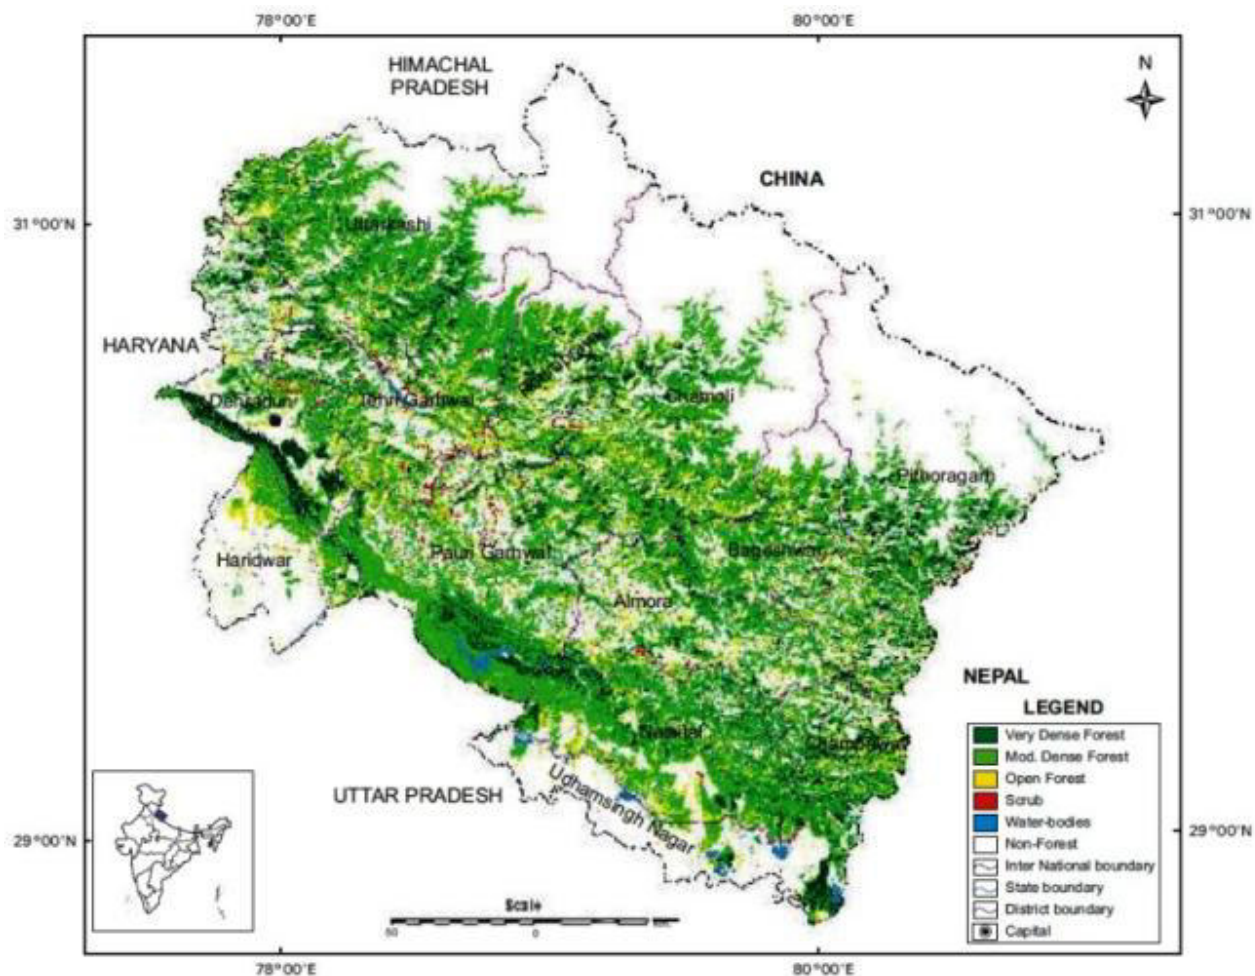 78°00'E
80°00'E
HIMACHAL
PRADESH
N
CHINA
31°00'N
31°00'N
Uttarkashi
HARYANA
Dehradun
Tehri Garhwal
Chamoli
Pithoragarh
Haridwar
Pauri Garhwal
Bageshwar
Almora
NEPAL
Nainital
Champawat
UTTAR PRADESH
Udhamsingh Nagar
29°00'N
29°00'N
LEGEND
Very Dense Forest
Mod. Dense Forest
Open Forest
Scrub
Water-bodies
Non-Forest
Inter National boundary
State boundary
District boundary
Capital
Scale
50
0
78°00'E
80°00'E